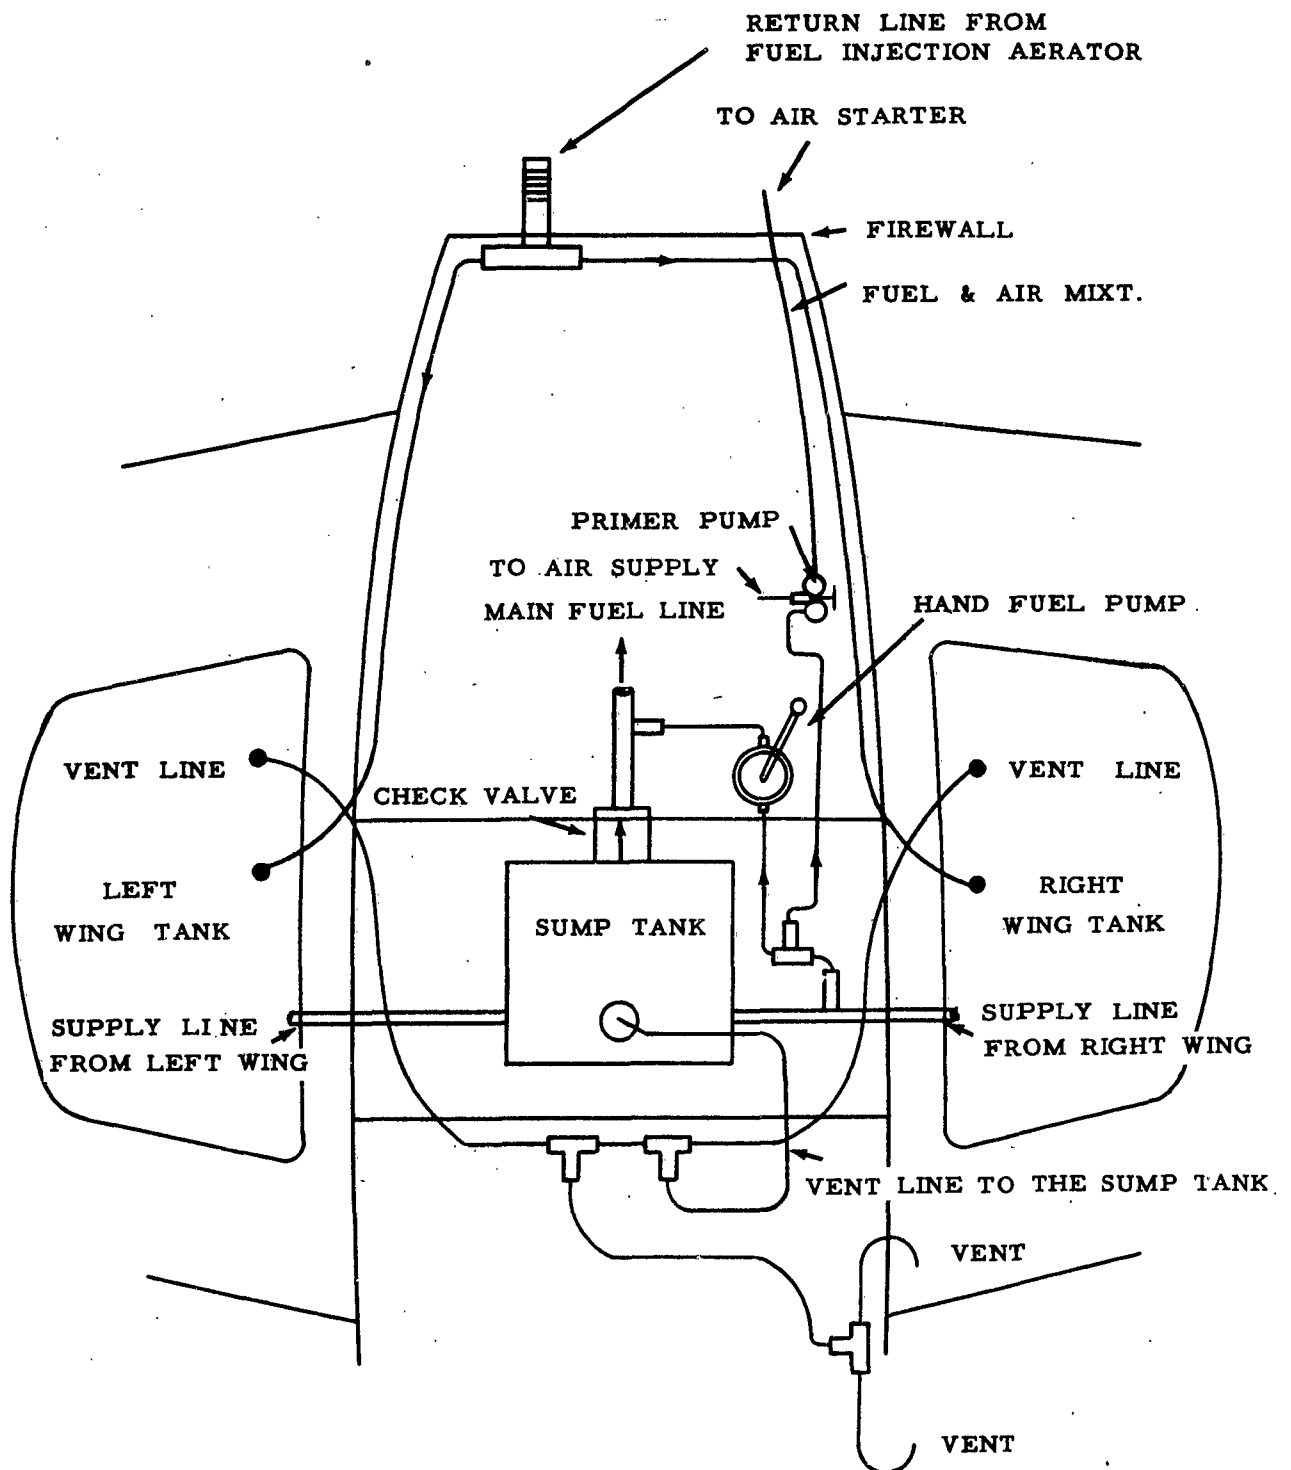 RETURN LINE FROM
FUEL INJECTION AERATOR
TO AIR STARTER
FIREWALL
FUEL & AIR MIXT.
PRIMER PUMP
TO AIR SUPPLY
MAIN FUEL LINE
HAND FUEL PUMP
VENT LINE
VENT LINE
CHECK VALVE
LEFT
WING TANK
RIGHT
WING TANK
SUMP TANK
SUPPLY LINE
FROM LEFT WING
SUPPLY LINE
FROM RIGHT WING
VENT LINE TO THE SUMP TANK
VENT
VENT